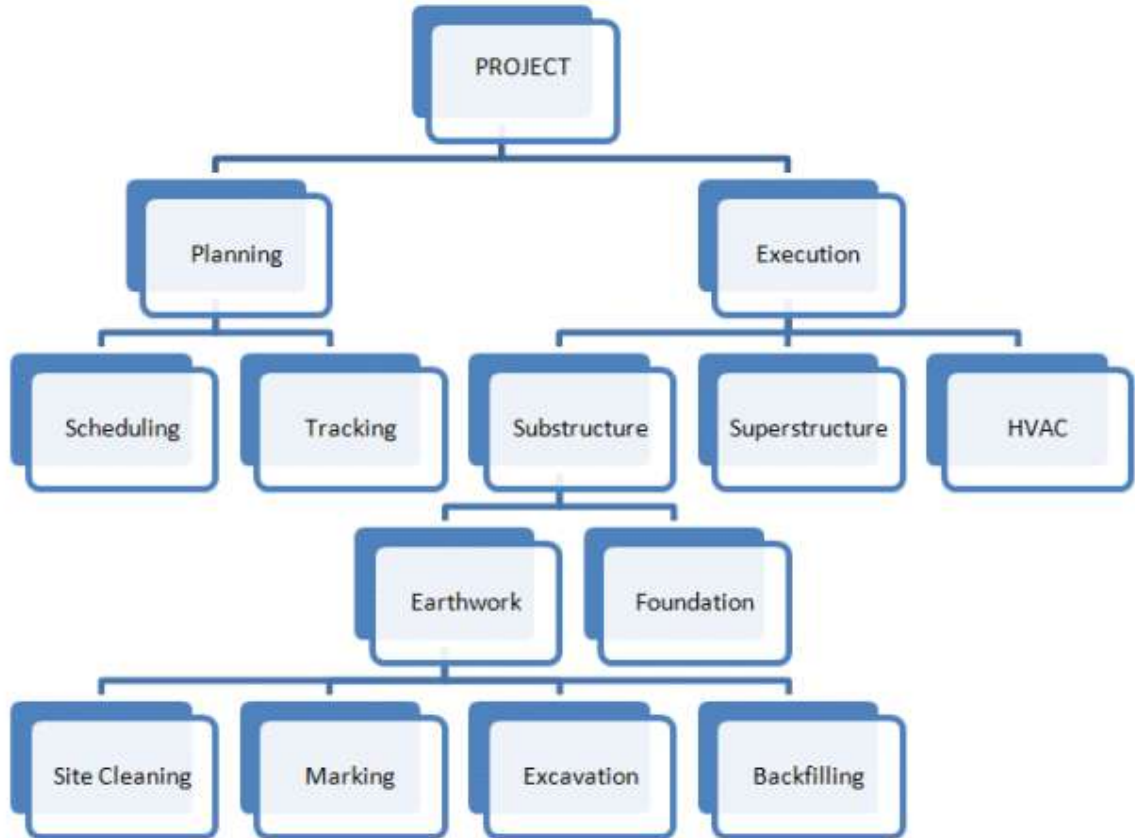 PROJECT
Planning
Execution
Scheduling
Tracking
Substructure
Superstructure
HVAC
Earthwork
Foundation
Site Cleaning
Marking
Excavation
Backfilling